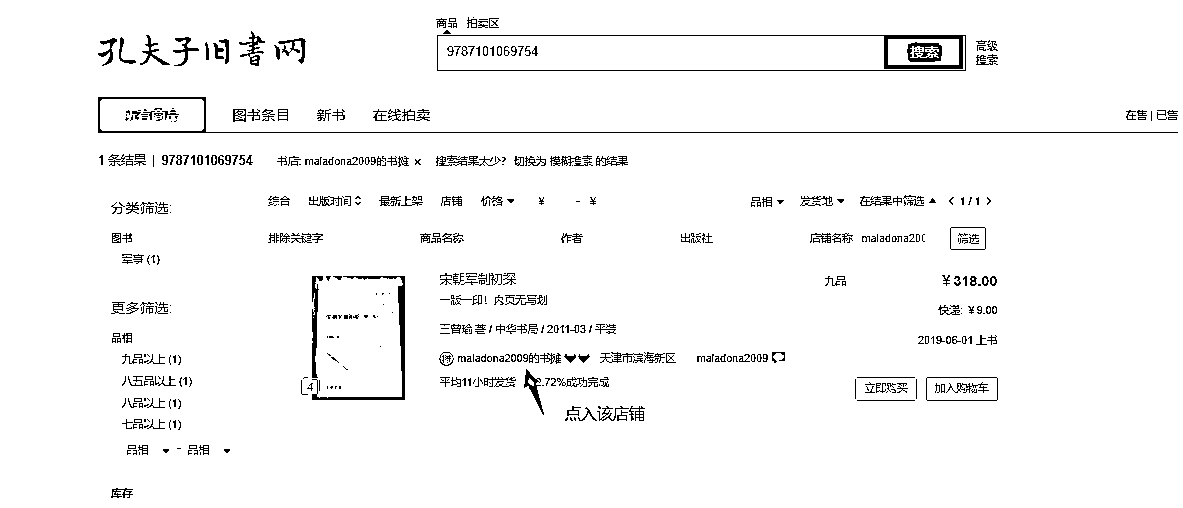 商品 拍卖区
孔夫子旧書网
9787101069754 搜索 高级搜索
图书条目 新书 在线拍卖 在售 | 已售
1 条结果 | 9787101069754 书店: maladona2009的书摊 × 搜索结果太少? 切换为 模糊搜索 的结果
分类筛选:
综合 出版时间 最新上架 店铺 价格 ¥ - ¥ 品相 发货地 在结果中筛选 < 1 / 1 >
图书
排除关键字 商品名称 作者 出版社 店铺名称 maladona20 筛选
军事 (1)
宋朝军制初探 九品 ¥ 318.00
一版一印! 内页无写划
更多筛选:
快递: ¥ 9.00
王曾瑜 著 / 中华书局 / 2011-03 / 平装
品相
2019-06-01 上书
九品以上 (1)
maladona2009的书摊 天津市滨海新区 maladona2009
八五品以上 (1)
4 平均11小时发货 2.72%成功完成
立即购买 加入购物车
八品以上 (1)
点入该店铺
七品以上 (1)
品相 - 品相
库存